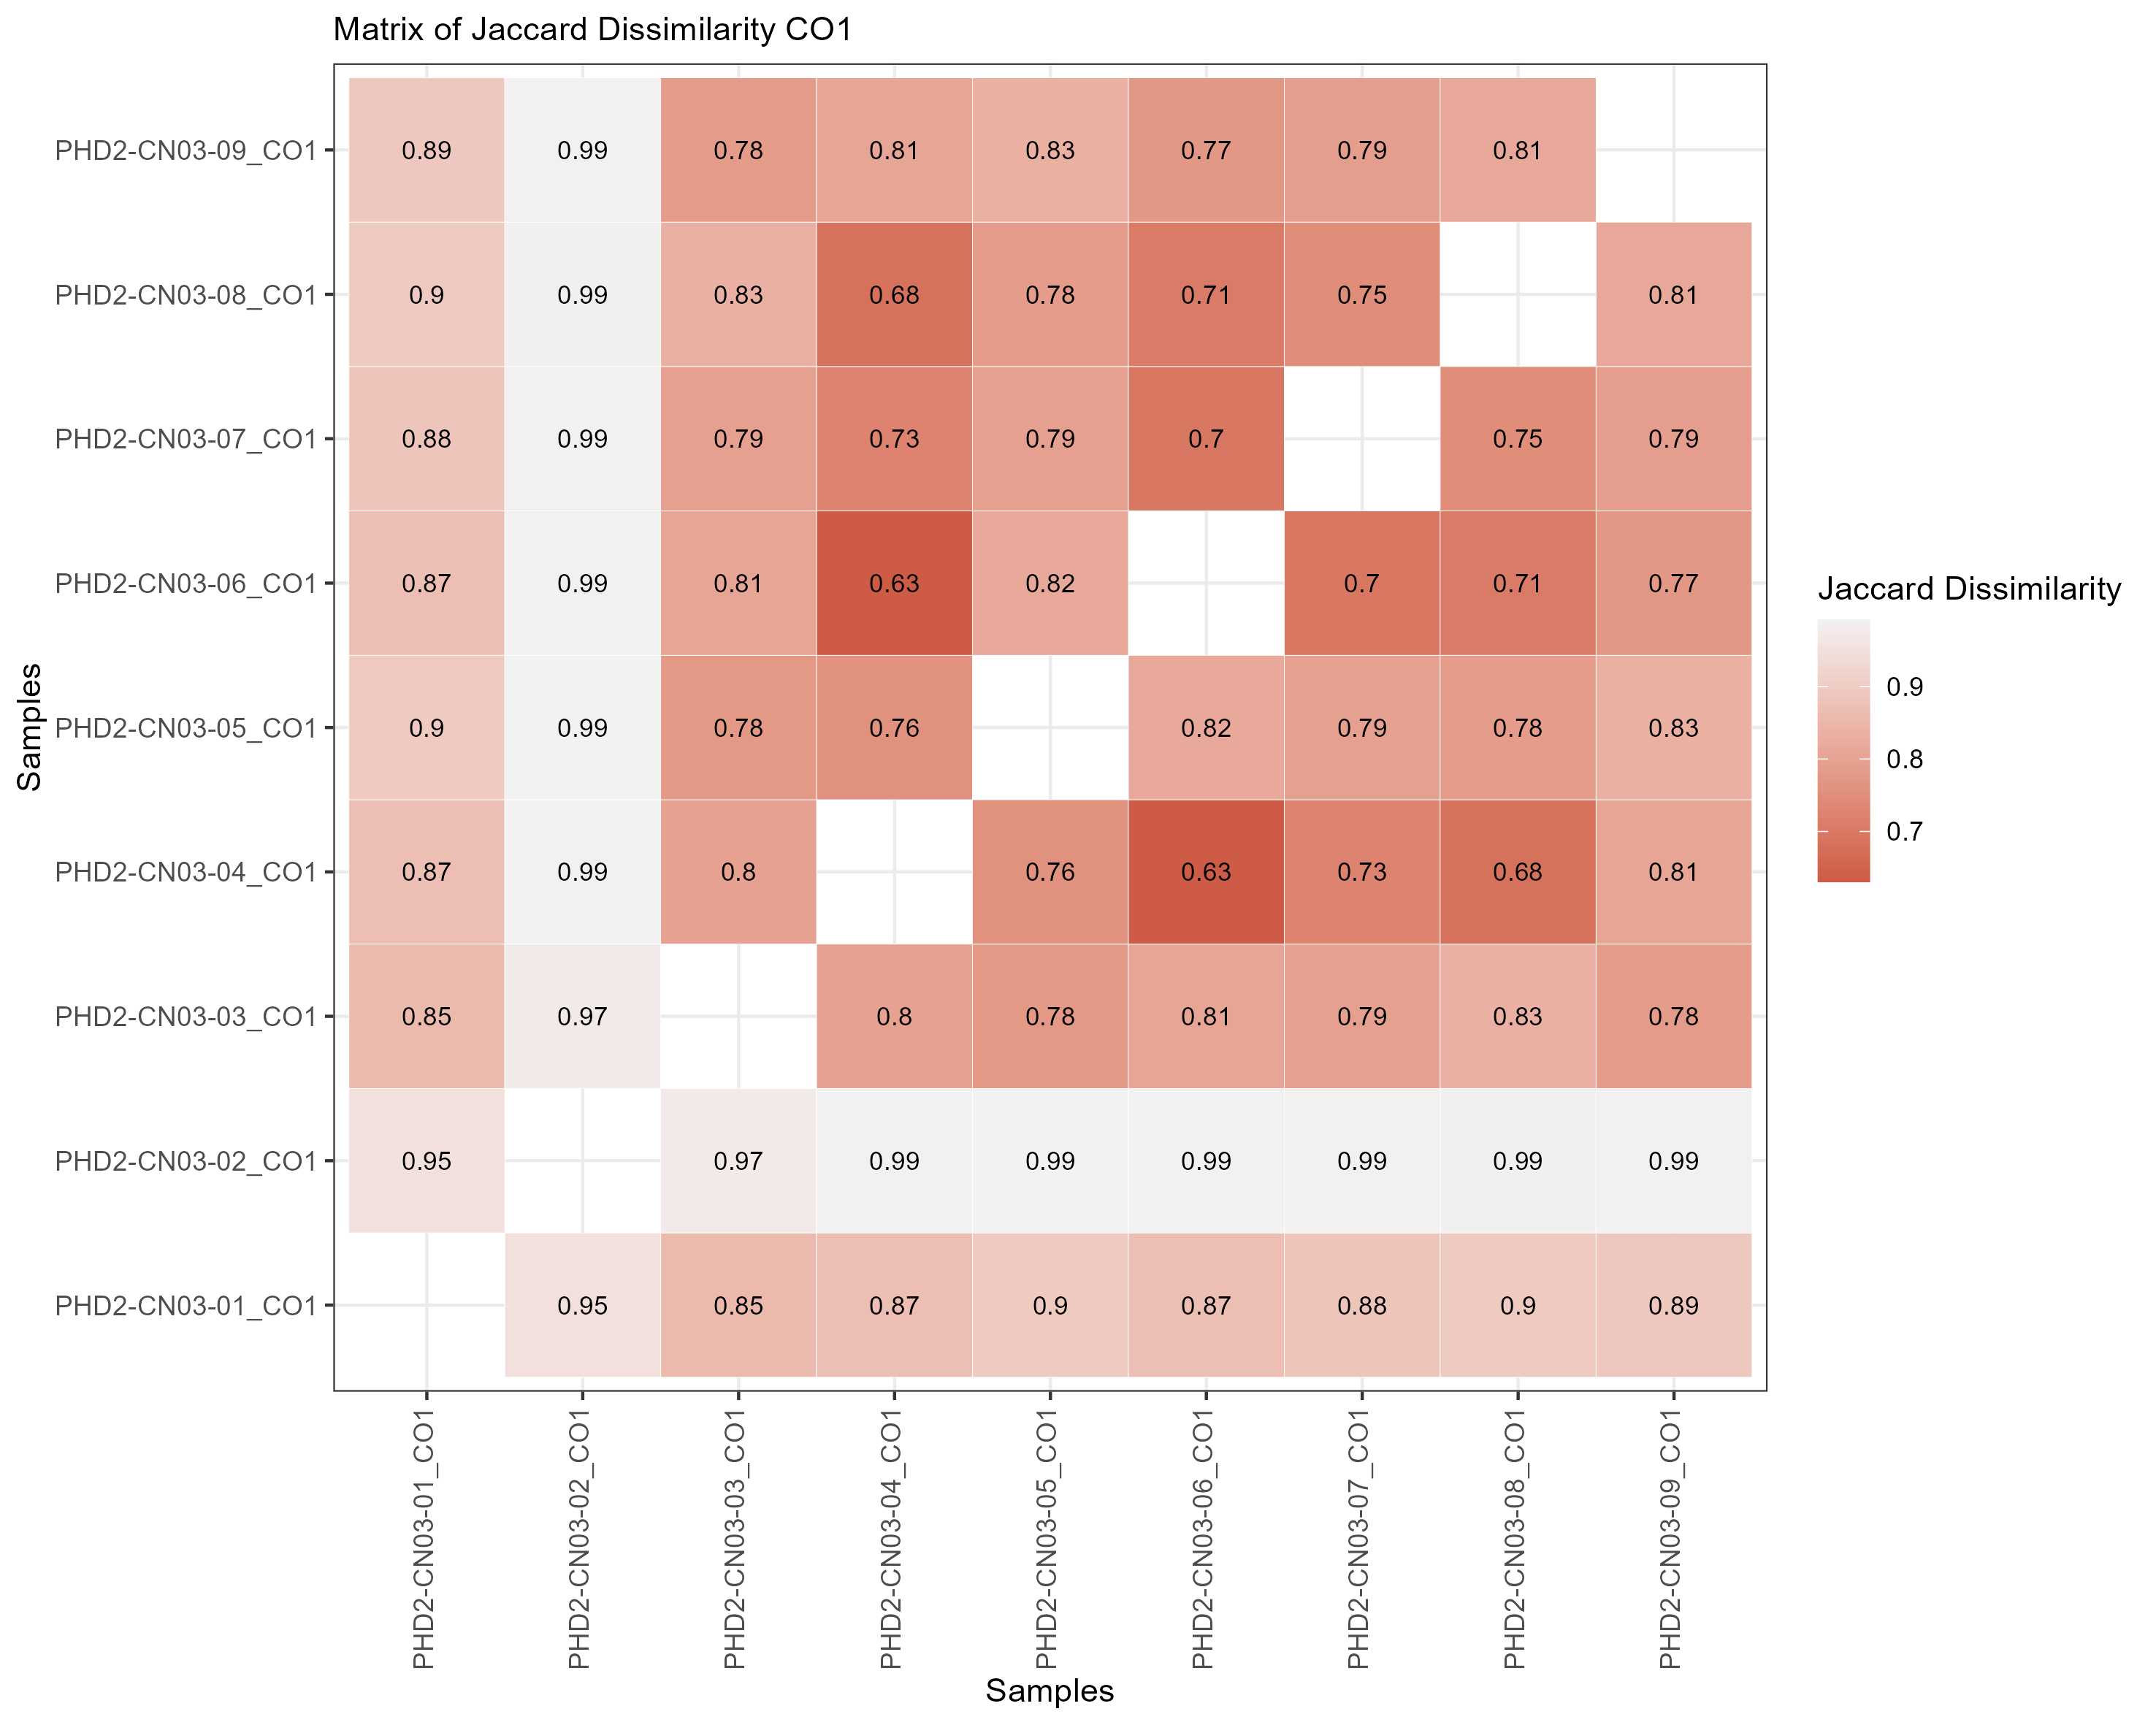 Matrix of Jaccard Dissimilarity CO1
PHD2-CN03-09_CO1 0.89 0.99 0.78 0.81 0.83 0.77 0.79 0.81
PHD2-CN03-08_CO1 0.9 0.99 0.83 0.68 0.78 0.71 0.75 0.81
PHD2-CN03-07_CO1 0.88 0.99 0.79 0.73 0.79 0.7 0.75 0.79
PHD2-CN03-06_CO1 0.87 0.99 0.81 0.63 0.82 0.7 0.71 0.77
PHD2-CN03-05_CO1 0.9 0.99 0.78 0.76 0.82 0.79 0.78 0.83
PHD2-CN03-04_CO1 0.87 0.99 0.8 0.76 0.63 0.73 0.68 0.81
PHD2-CN03-03_CO1 0.85 0.97 0.8 0.78 0.81 0.79 0.83 0.78
PHD2-CN03-02_CO1 0.95 0.97 0.99 0.99 0.99 0.99 0.99 0.99
PHD2-CN03-01_CO1 0.95 0.85 0.87 0.9 0.87 0.88 0.9 0.89
Samples
PHD2-CN03-01_CO1
PHD2-CN03-02_CO1
PHD2-CN03-03_CO1
PHD2-CN03-04_CO1
PHD2-CN03-05_CO1
PHD2-CN03-06_CO1
PHD2-CN03-07_CO1
PHD2-CN03-08_CO1
PHD2-CN03-09_CO1
Samples
Jaccard Dissimilarity
0.9
0.8
0.7